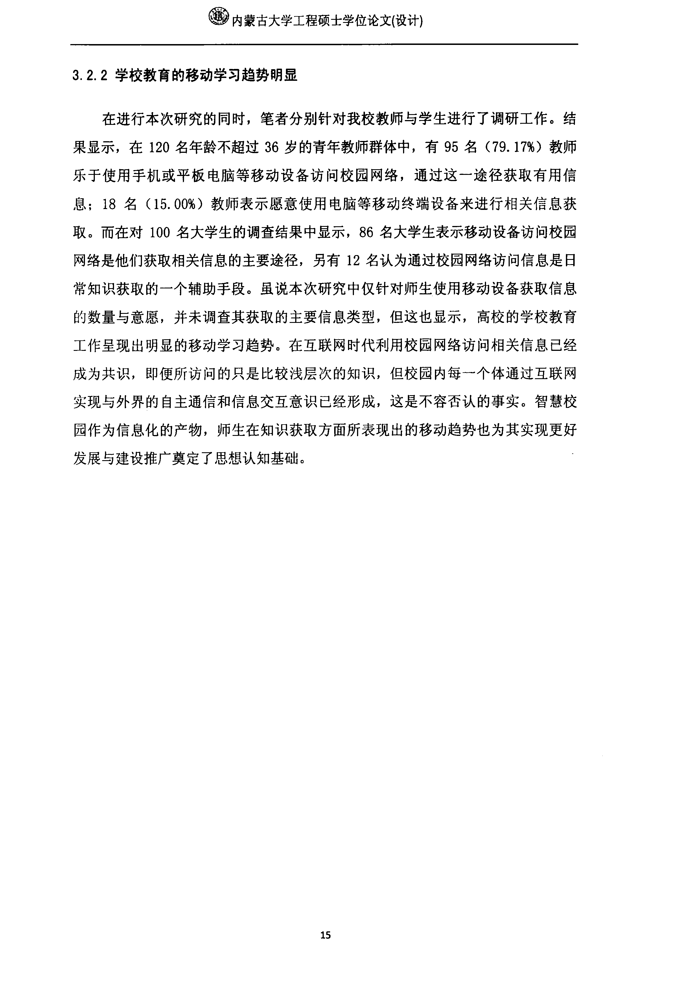 内蒙古大学工程硕士学位论文(设计)
3.2.2 学校教育的移动学习趋势明显
在进行本次研究的同时，笔者分别针对我校教师与学生进行了调研工作。结
果显示，在 120 名年龄不超过 36 岁的青年教师群体中，有 95 名（79.17%）教师
乐于使用手机或平板电脑等移动设备访问校园网络，通过这一途径获取有用信
息；18 名（15.00%）教师表示愿意使用电脑等移动终端设备来进行相关信息获
取。而在对 100 名大学生的调查结果中显示，86 名大学生表示移动设备访问校园
网络是他们获取相关信息的主要途径，另有 12 名认为通过校园网络访问信息是日
常知识获取的一个辅助手段。虽说本次研究中仅针对师生使用移动设备获取信息
的数量与意愿，并未调查其获取的主要信息类型，但这也显示，高校的学校教育
工作呈现出明显的移动学习趋势。在互联网时代利用校园网络访问相关信息已经
成为共识，即便所访问的只是比较浅层次的知识，但校园内每一个体通过互联网
实现与外界的自主通信和信息交互意识已经形成，这是不容否认的事实。智慧校
园作为信息化的产物，师生在知识获取方面所表现出的移动趋势也为其实现更好
发展与建设推广奠定了思想认知基础。
15